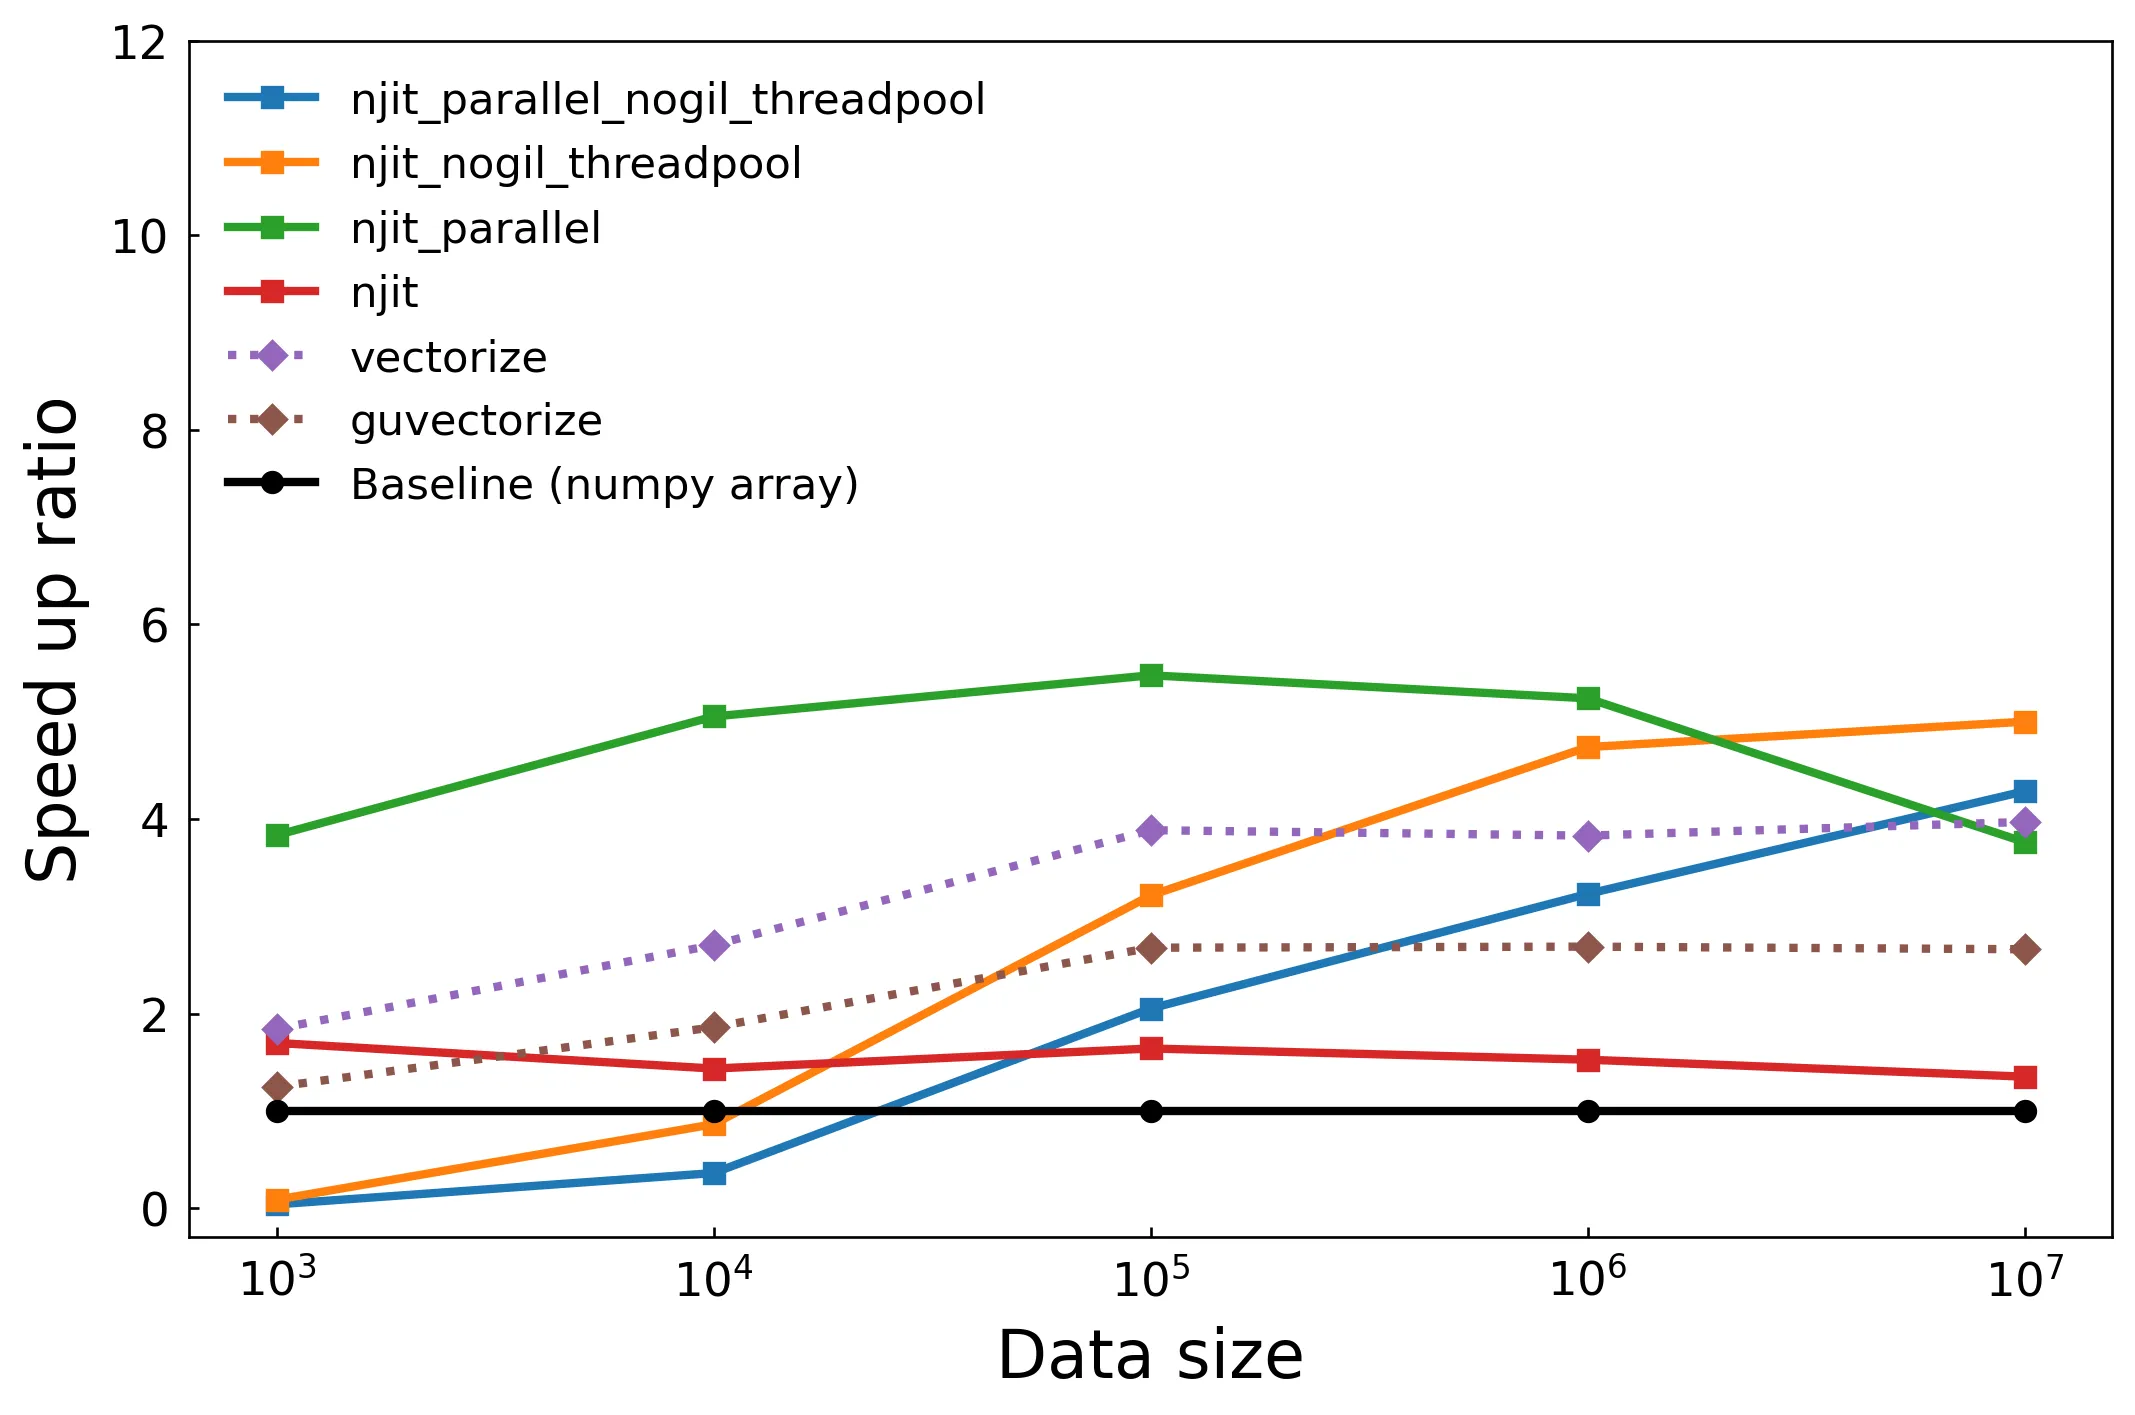 12
10
8
6
4
2
0
Speed up ratio
njit_parallel_nogil_threadpool
njit_nogil_threadpool
njit_parallel
njit
vectorize
guvectorize
Baseline (numpy array)
10³ 10⁴ 10⁵ 10⁶ 10⁷
Data size